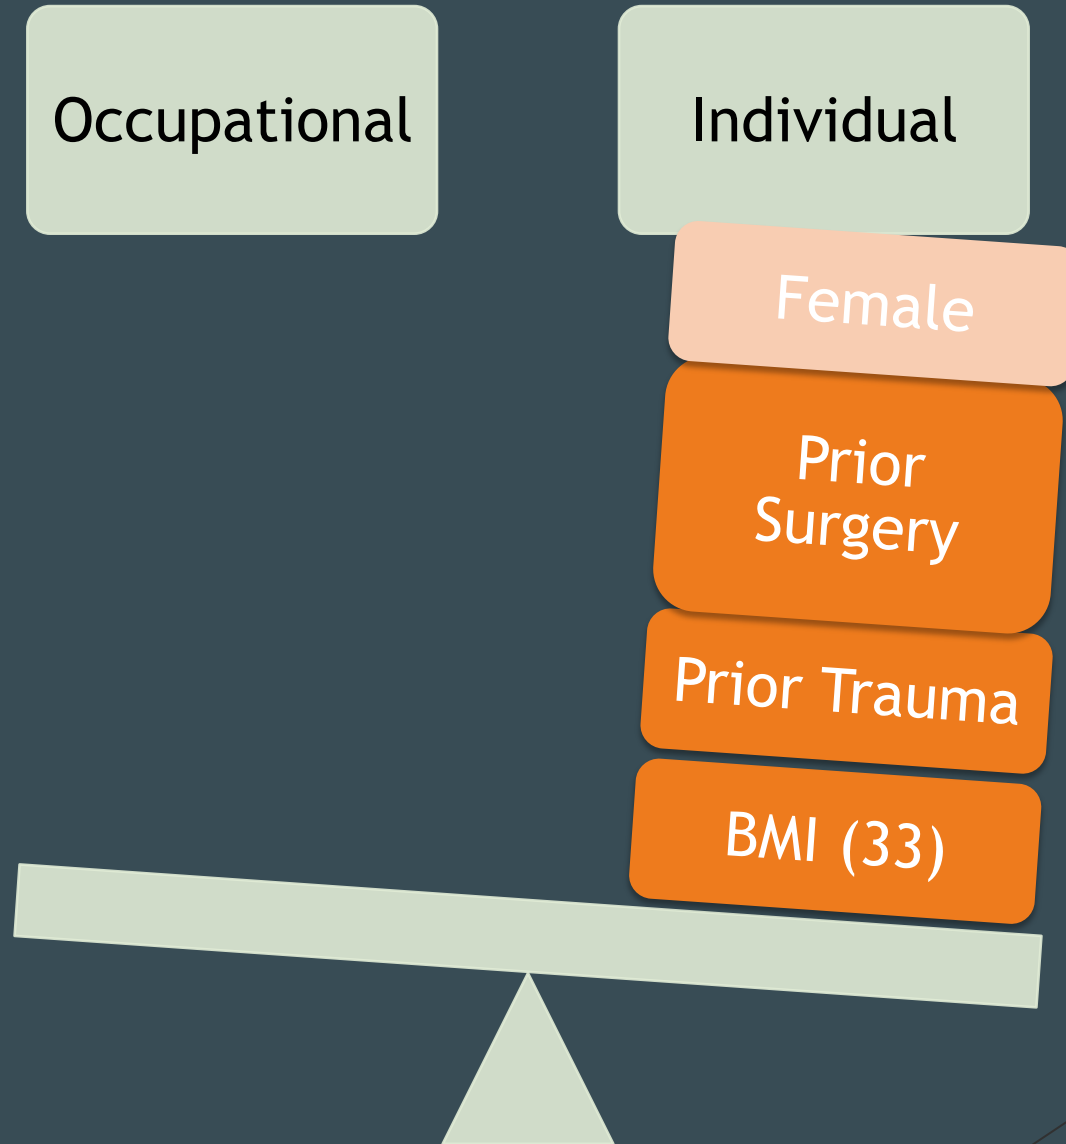 Occupational
Individual
Female
Prior
Surgery
Prior Trauma
BMI (33)